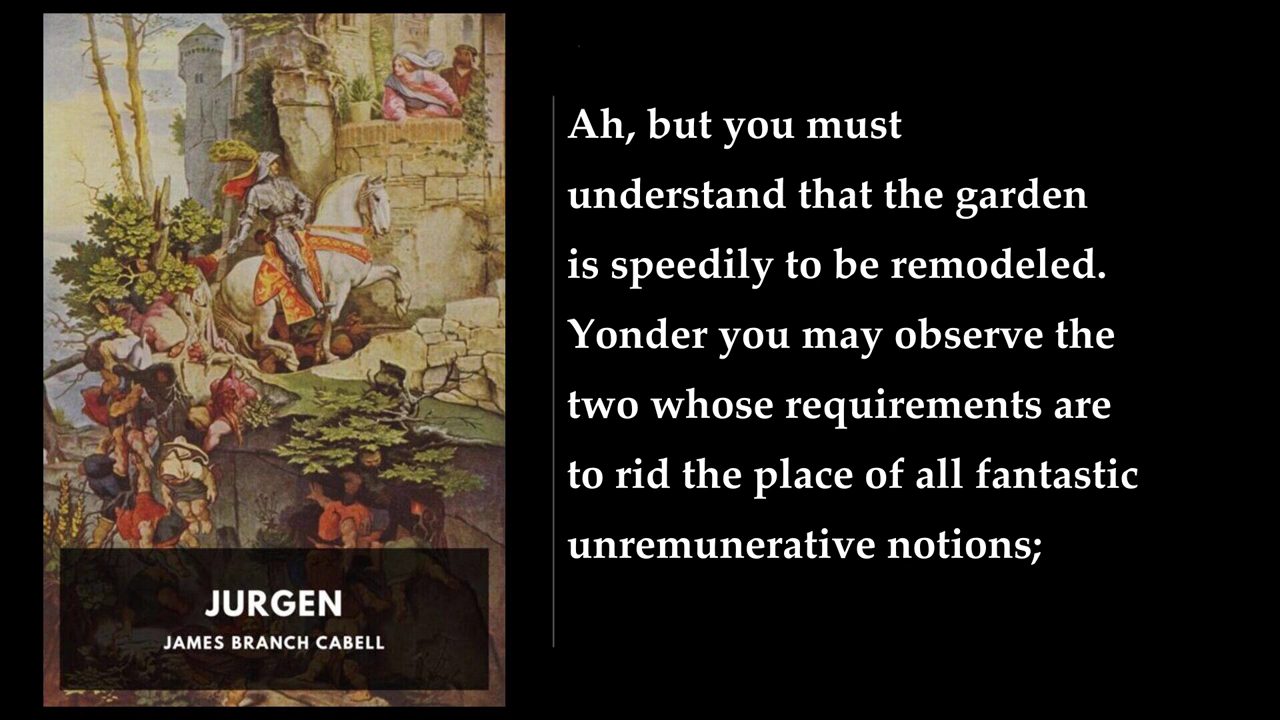 Ah, but you must
understand that the garden
is speedily to be remodeled.
Yonder you may observe the
two whose requirements are
to rid the place of all fantastic
unremunerative notions;
JURGEN
JAMES BRANCH CABELL